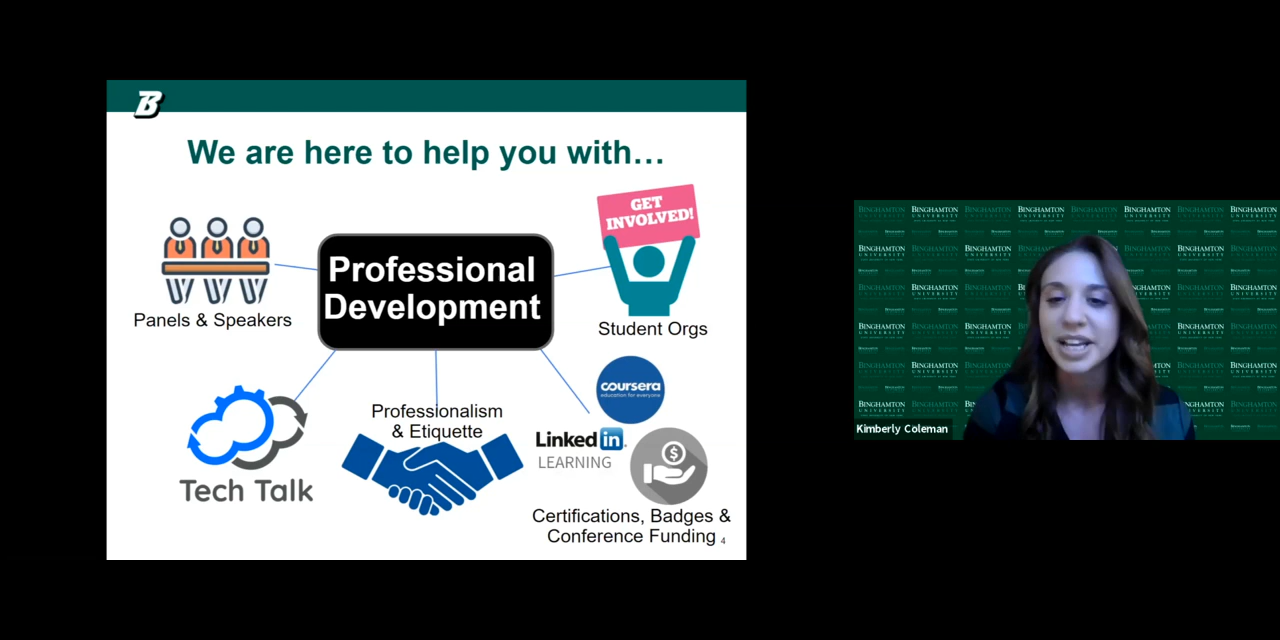 B
We are here to help you with…
GET
INVOLVED!
Professional
Development
Panels & Speakers
Student Orgs
coursera
education for everyone
Professionalism
& Etiquette
Linked in
LEARNING
$
Tech Talk
Certifications, Badges &
Conference Funding
4
BINGHAMTON
UNIVERSITY
Kimberly Coleman